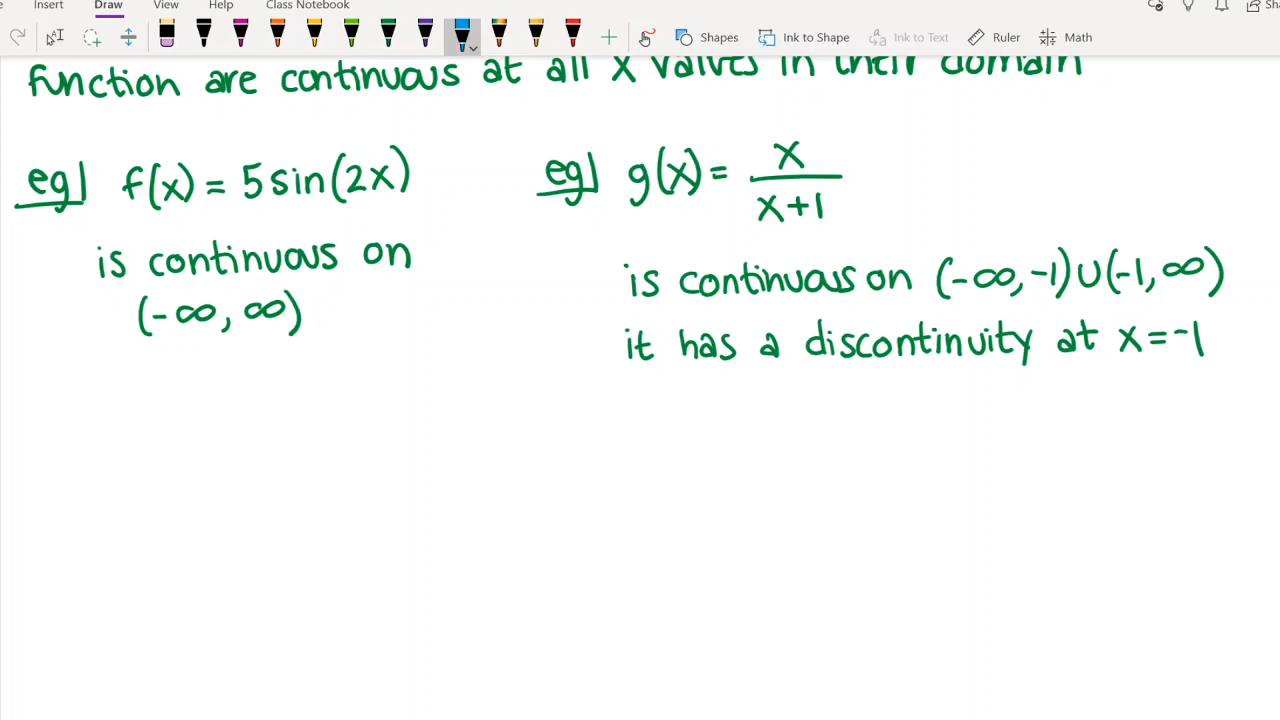 Insert Draw View Help Class Notebook
Shapes Ink to Shape Ink to Text Ruler Math
function are continuous at all x values in their domain
eg) f(x) = 5sin(2x)
is continuous on
(-∞, ∞)
eg) g(x) = x/(x+1)
is continuous on (-∞, -1)∪(-1, ∞)
it has a discontinuity at x=-1